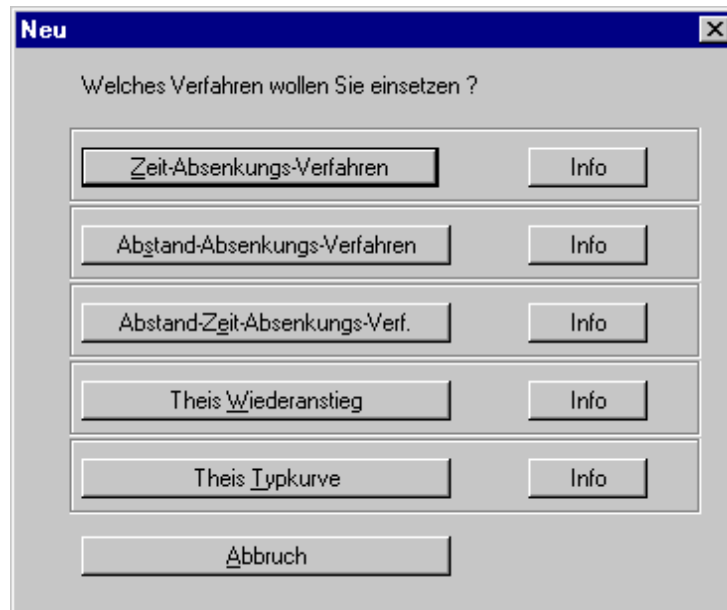 Neu
Welches Verfahren wollen Sie einsetzen ?
Zeit-Absenkungs-Verfahren Info
Abstand-Absenkungs-Verfahren Info
Abstand-Zeit-Absenkungs-Verf. Info
Theis Wiederanstieg Info
Theis Typkurve Info
Abbruch